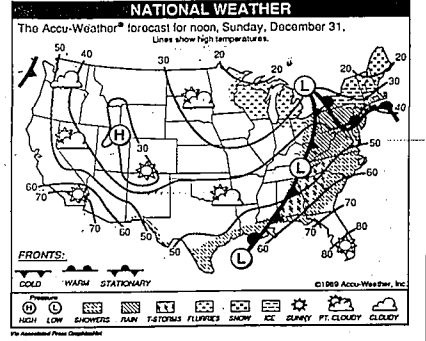 NATIONAL WEATHER
The Accu-Weather® forecast for noon, Sunday, December 31.
Lines show high temperatures.
50 40 30 20 20 20 20
30
40
H
L
L
L
30
50
60
60
70
70
60
50
50
60
70
80
70
80
FRONTS:
COLD WARM STATIONARY
©1989 Accu-Weather, Inc.
Pressure
H L
HIGH LOW SHOWERS RAIN T-STORMS FLURRIES SNOW ICE SUNNY PT. CLOUDY CLOUDY
Via Associated Press GraphicsNet